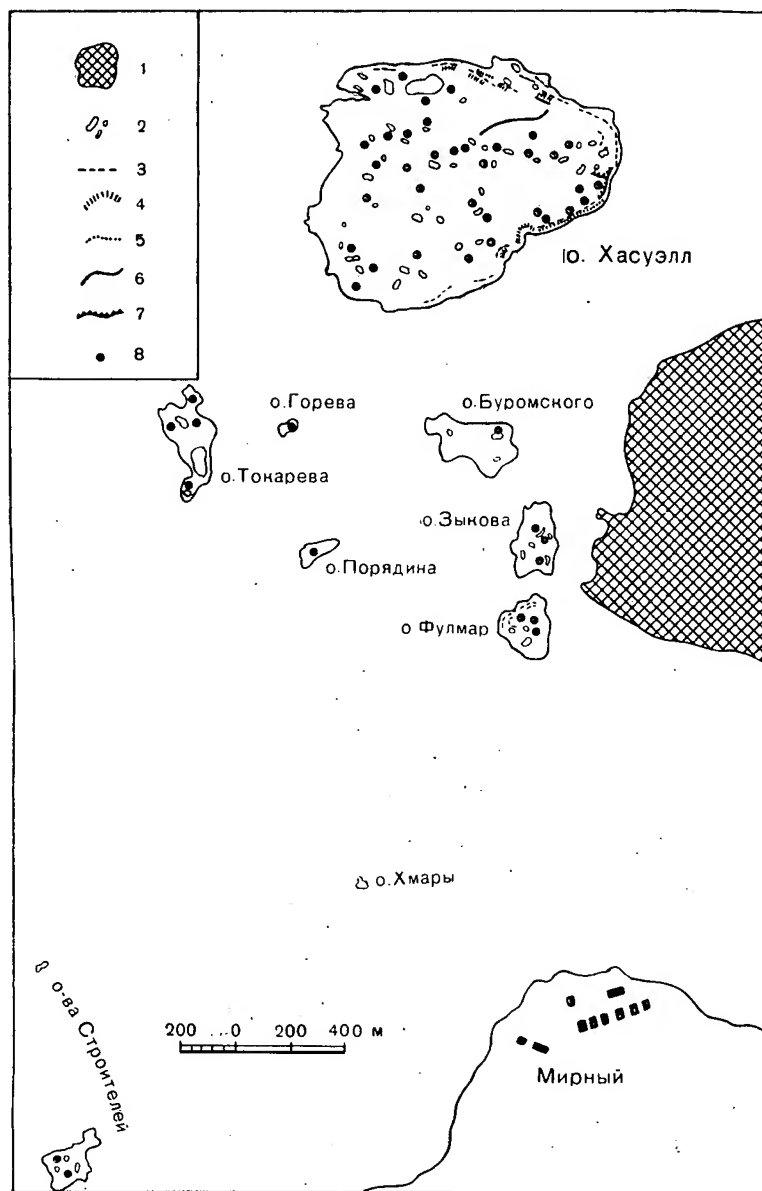 1
2
3
4
5
6
7
8
о. Хасуэлл
о. Горева
о. Буромского
о. Токарева
о. Зыкова
о. Порядина
о Фулмар
о. Хмары
о-ва Строителей
200 ... 0 200 400 м
Мирный